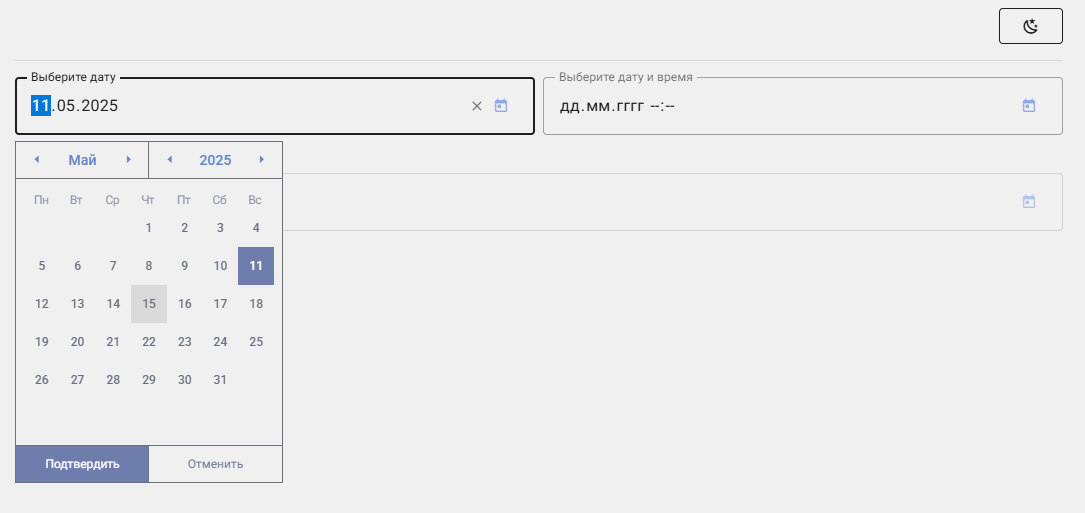 Выберите дату
11.05.2025
Выберите дату и время
дд.мм.гггг --:--
Май 2025
Пн Вт Ср Чт Пт Сб Вс
1 2 3 4
5 6 7 8 9 10 11
12 13 14 15 16 17 18
19 20 21 22 23 24 25
26 27 28 29 30 31
Подтвердить Отменить